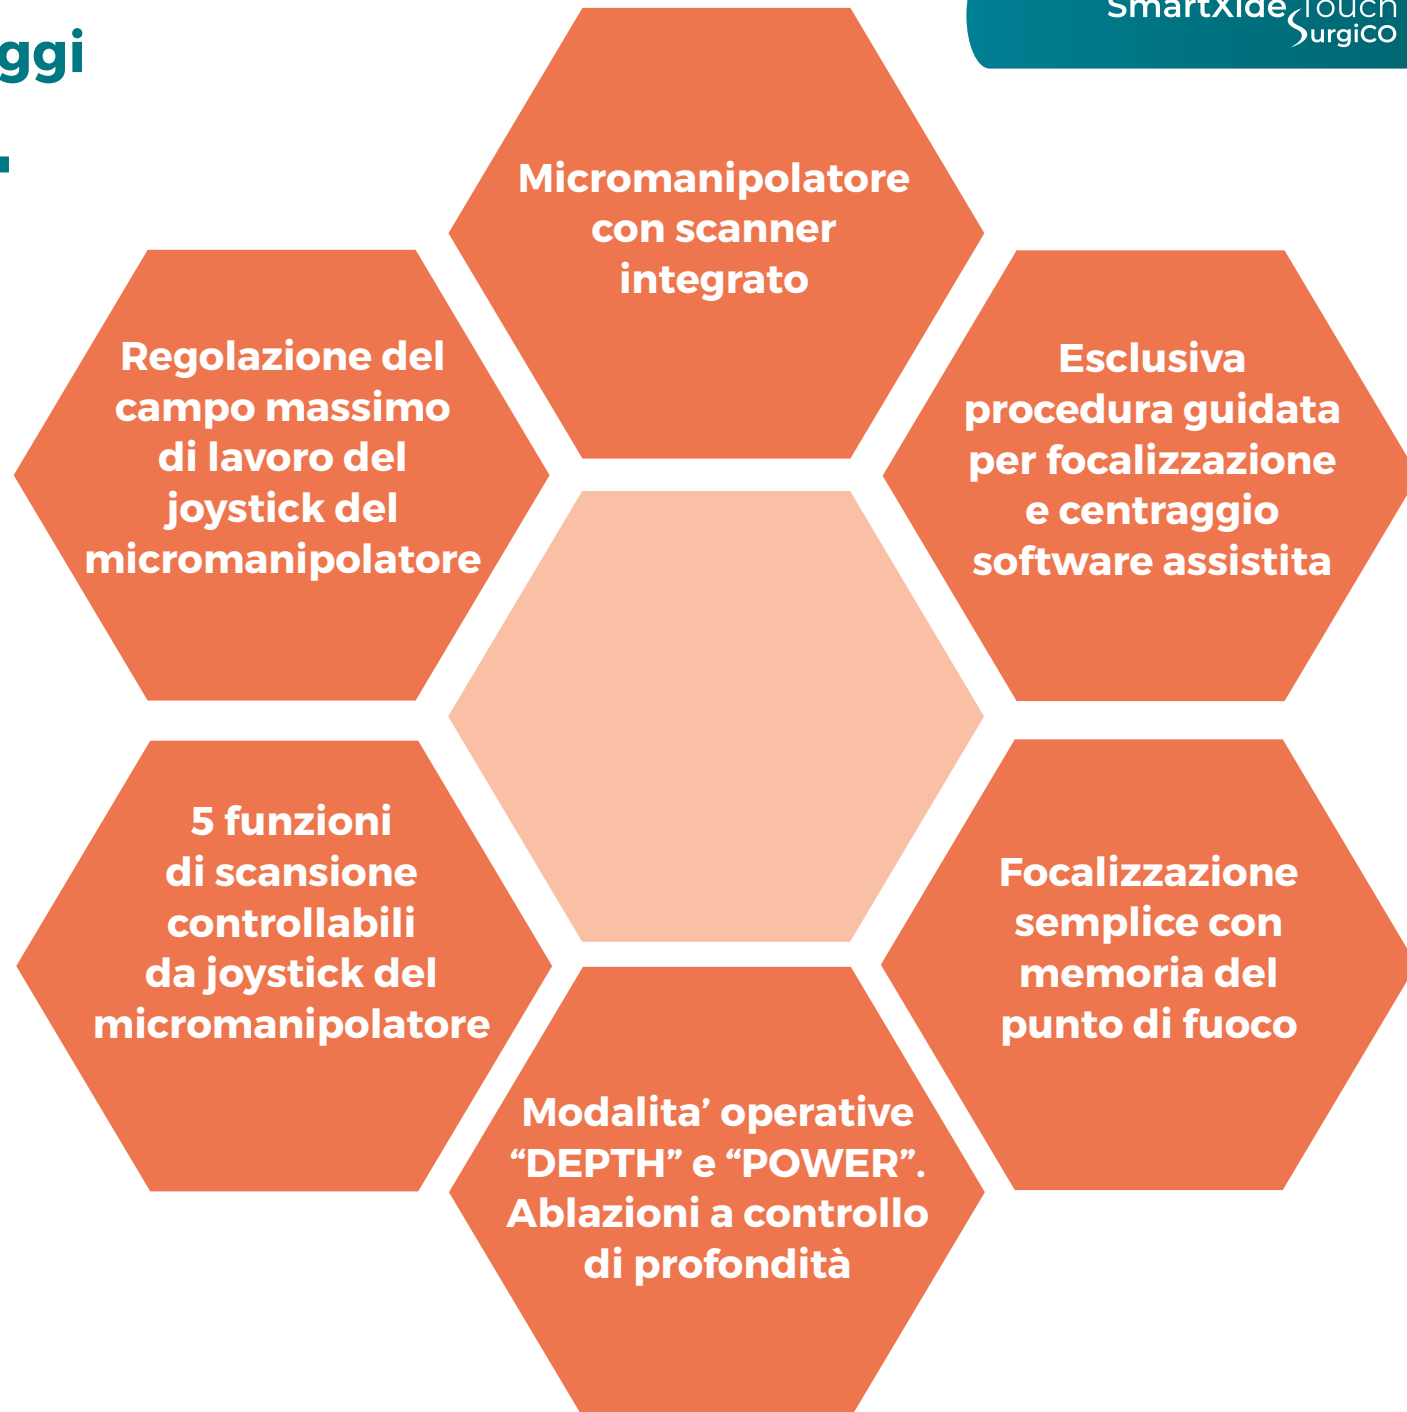 ggi
SmartXide Touch
SurgiCO
Micromanipolatore
con scanner
integrato
Regolazione del
campo massimo
di lavoro del
joystick del
micromanipolatore
Esclusiva
procedura guidata
per focalizzazione
e centraggio
software assistita
5 funzioni
di scansione
controllabili
da joystick del
micromanipolatore
Focalizzazione
semplice con
memoria del
punto di fuoco
Modalita’ operative
“DEPTH” e “POWER”.
Ablazioni a controllo
di profondità